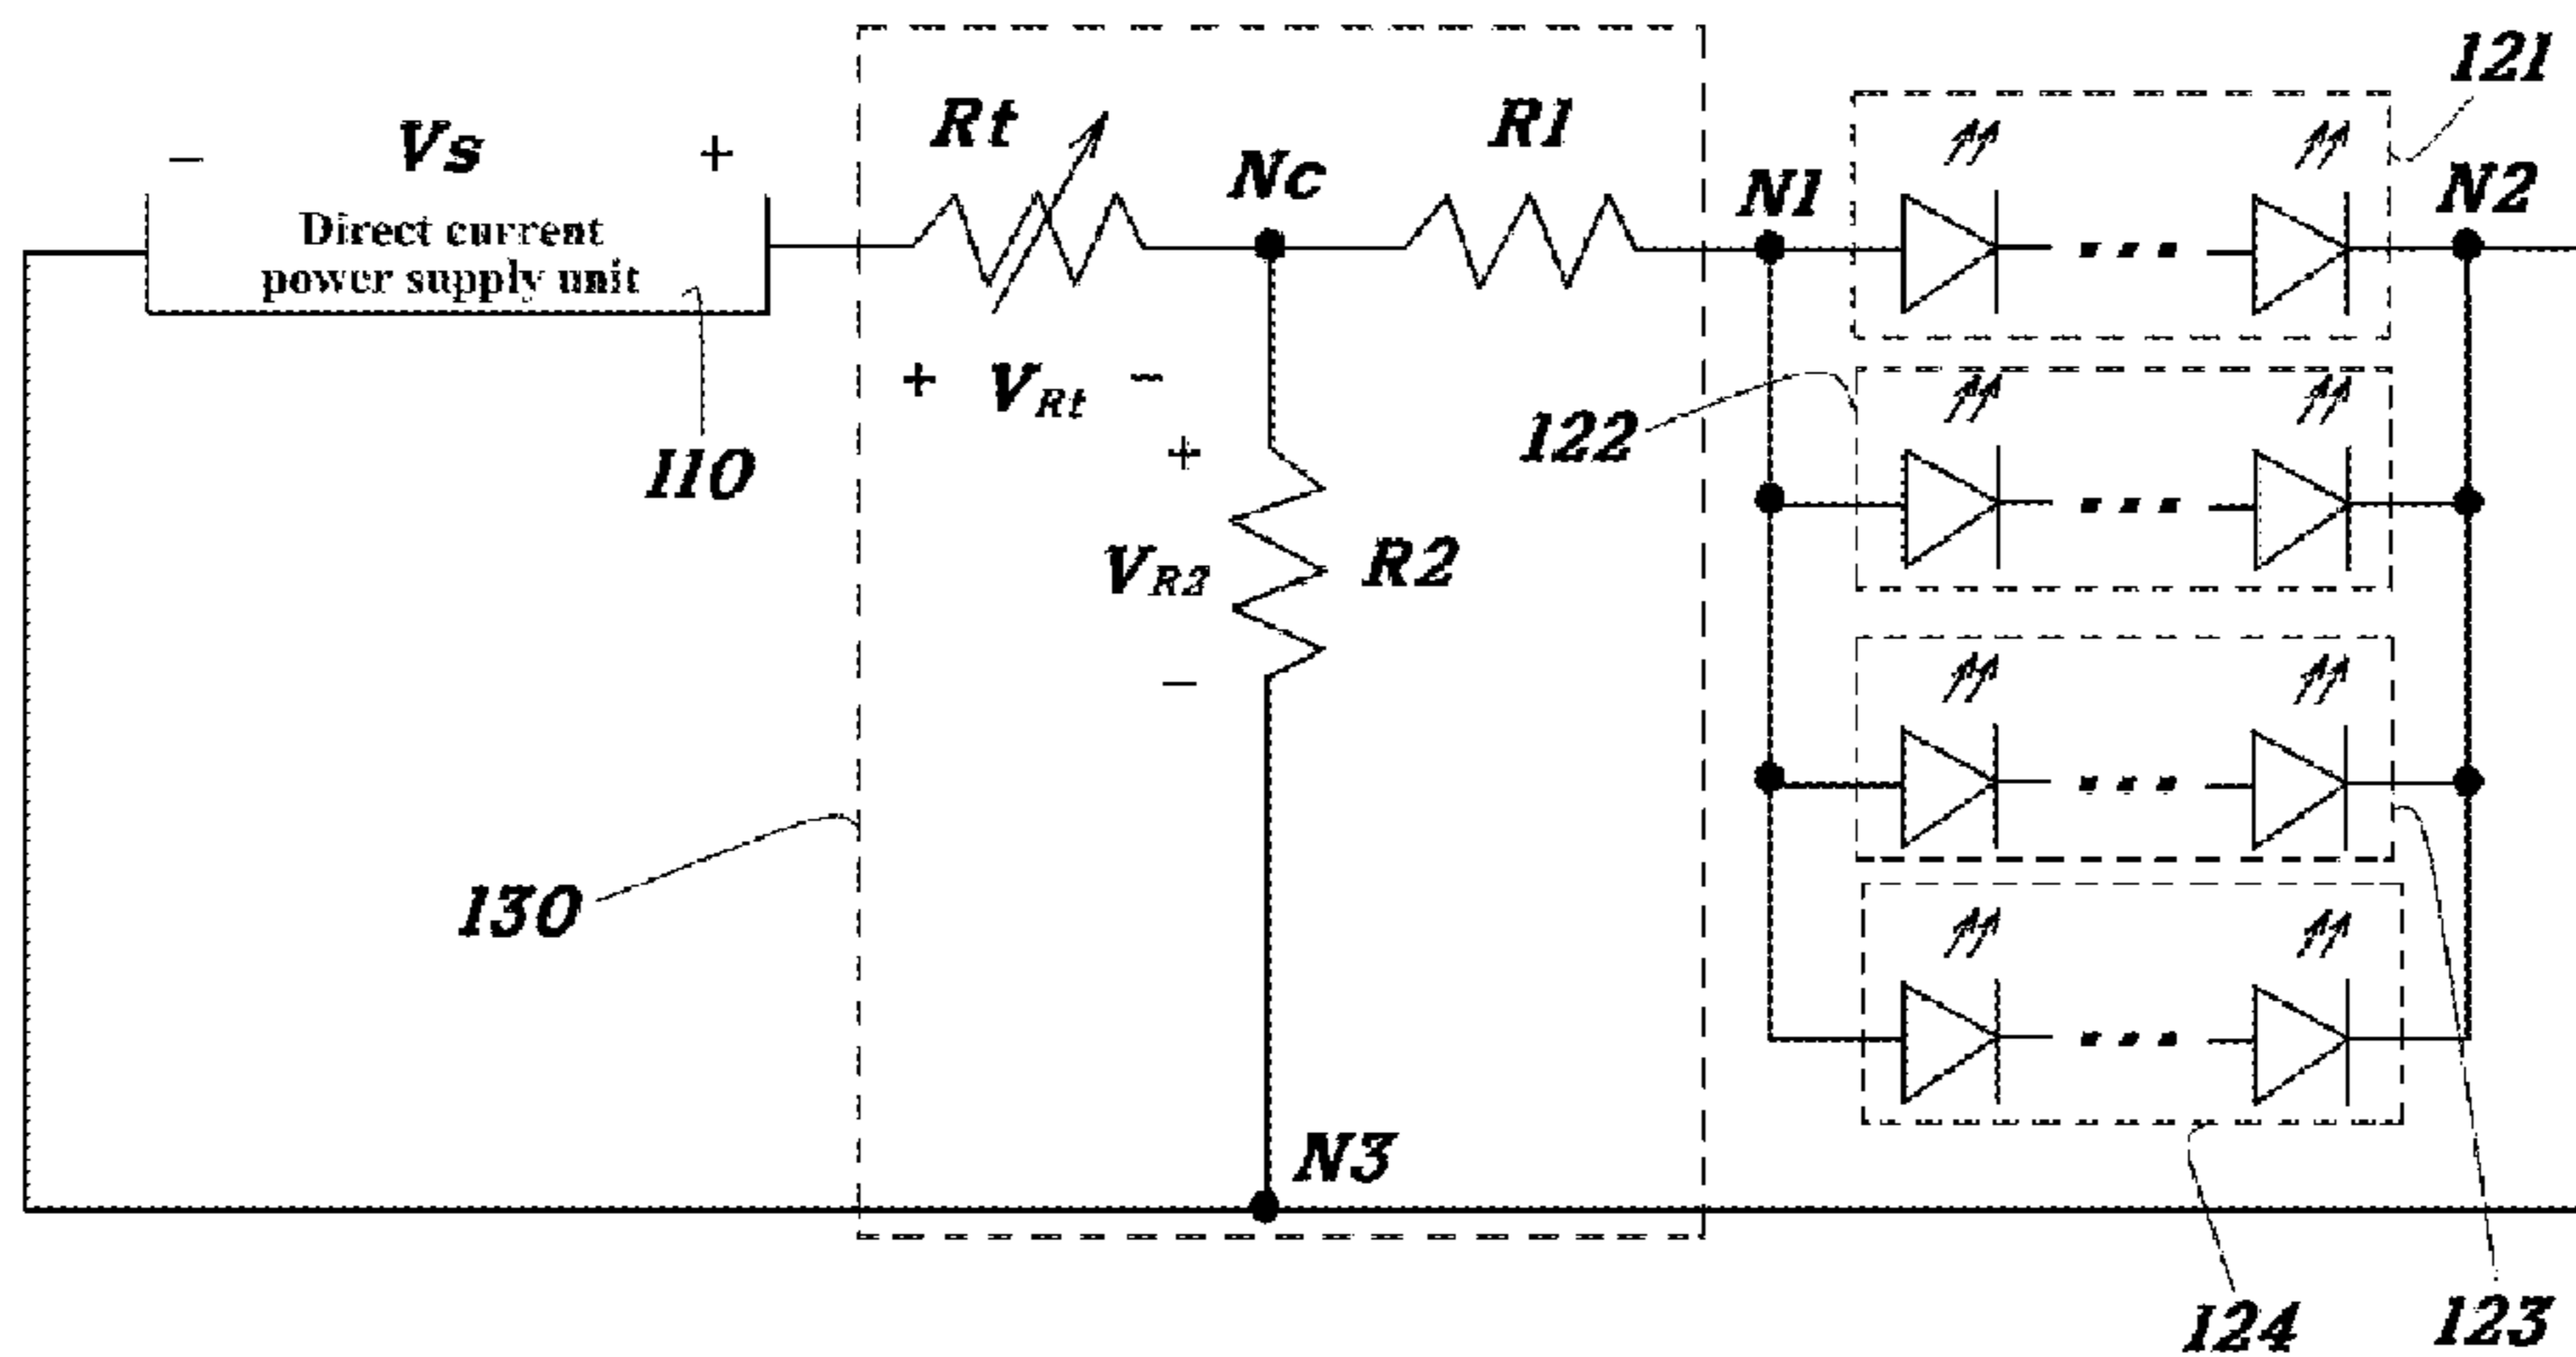 121
− Vs +
Direct current
power supply unit
Rt
Nc
R1
N1
N2
+ VRt −
110
122
+
VR2
R2
−
130
N3
124
123